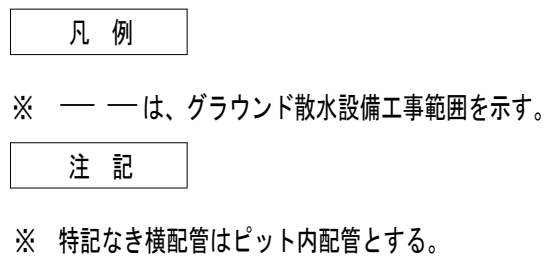 凡 例
※ ― ― は、グラウンド散水設備工事範囲を示す。
注 記
※ 特記なき横配管はピット内配管とする。